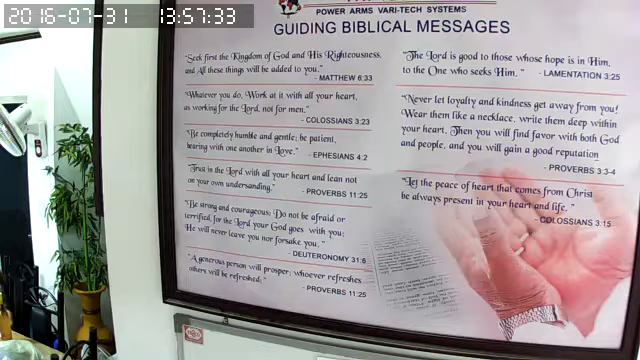 2016-07-31 13:57:33
POWER ARMS VARI-TECH SYSTEMS
GUIDING BIBLICAL MESSAGES
"Seek first the Kingdom of God and His Righteousness,
and All these things will be added to you."
- MATTHEW 6:33
"Whatever you do, Work at it with all your heart,
as working for the Lord, not for men."
- COLOSSIANS 3:23
"Be completely humble and gentle; be patient,
bearing with one another in Love."
- EPHESIANS 4:2
"Trust in the Lord with all your heart and lean not
on your own undersanding."
- PROVERBS 11:25
"Be strong and courageous; Do not be afraid or
terrified, for the Lord your God goes with you;
He will never leave you nor forsake you."
- DEUTERONOMY 31:6
"A generous person will prosper; whoever refreshes
others will be refreshed."
- PROVERBS 11:25
"The Lord is good to those whose hope is in Him,
to the One who seeks Him."
- LAMENTATION 3:25
"Never let loyalty and kindness get away from you!
Wear them like a necklace, write them deep within
your heart. Then you will find favor with both God
and people, and you will gain a good reputation
- PROVERBS 3:3-4
"Let the peace of heart that comes from Christ
be always present in your heart and life."
- COLOSSIANS 3:15